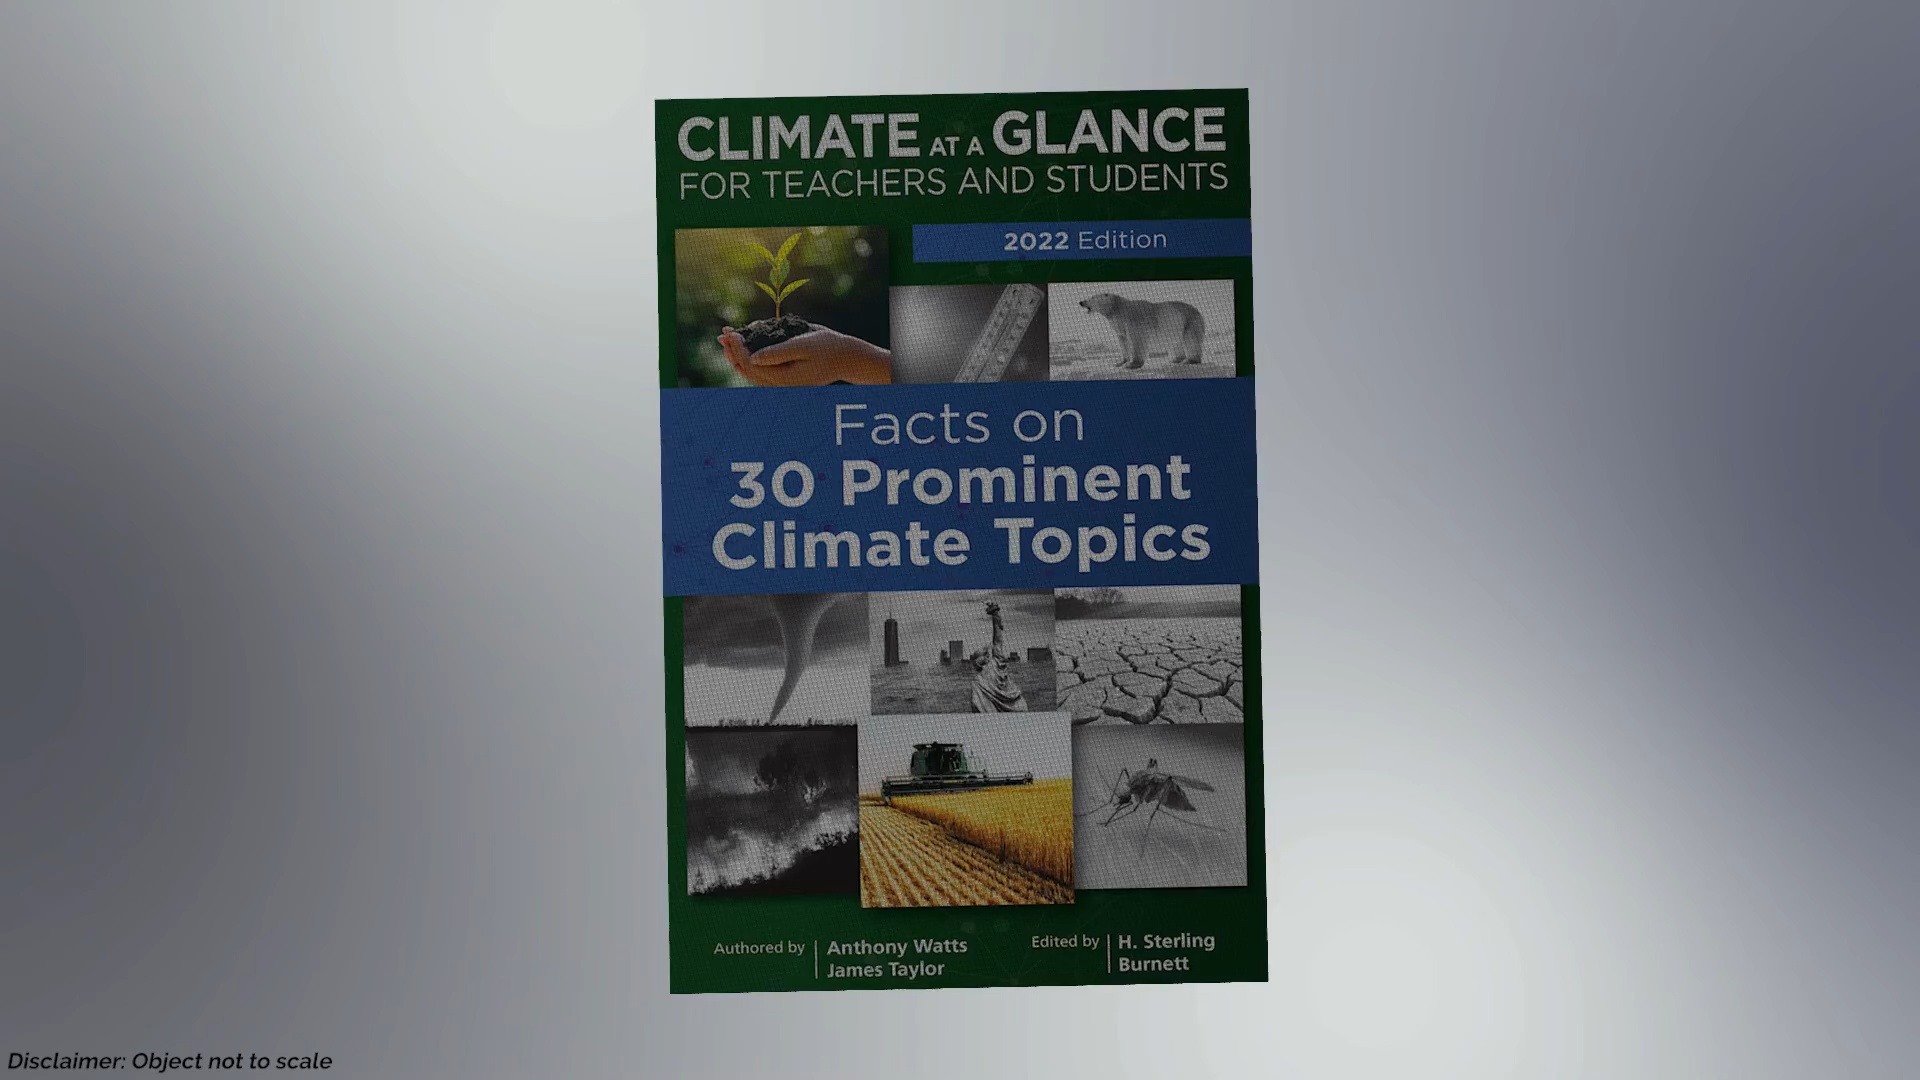 CLIMATE AT A GLANCE
FOR TEACHERS AND STUDENTS
2022 Edition
Facts on
30 Prominent
Climate Topics
Authored by
Anthony Watts
James Taylor
Edited by
H. Sterling
Burnett
Disclaimer: Object not to scale